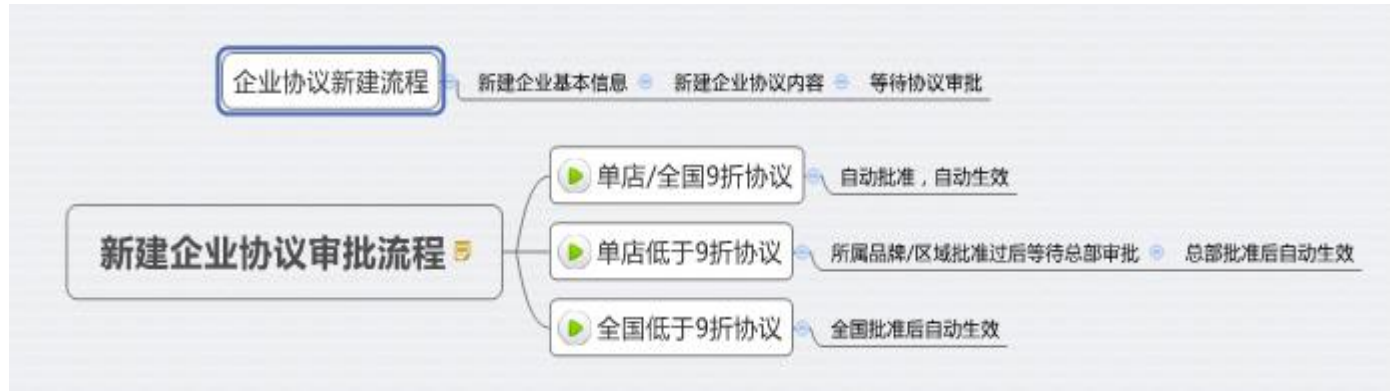 企业协议新建流程 新建企业基本信息 新建企业协议内容 等待协议审批
单店/全国9折协议 自动批准，自动生效
新建企业协议审批流程 单店低于9折协议 所属品牌/区域批准过后等待总部审批 总部批准后自动生效
全国低于9折协议 全国批准后自动生效